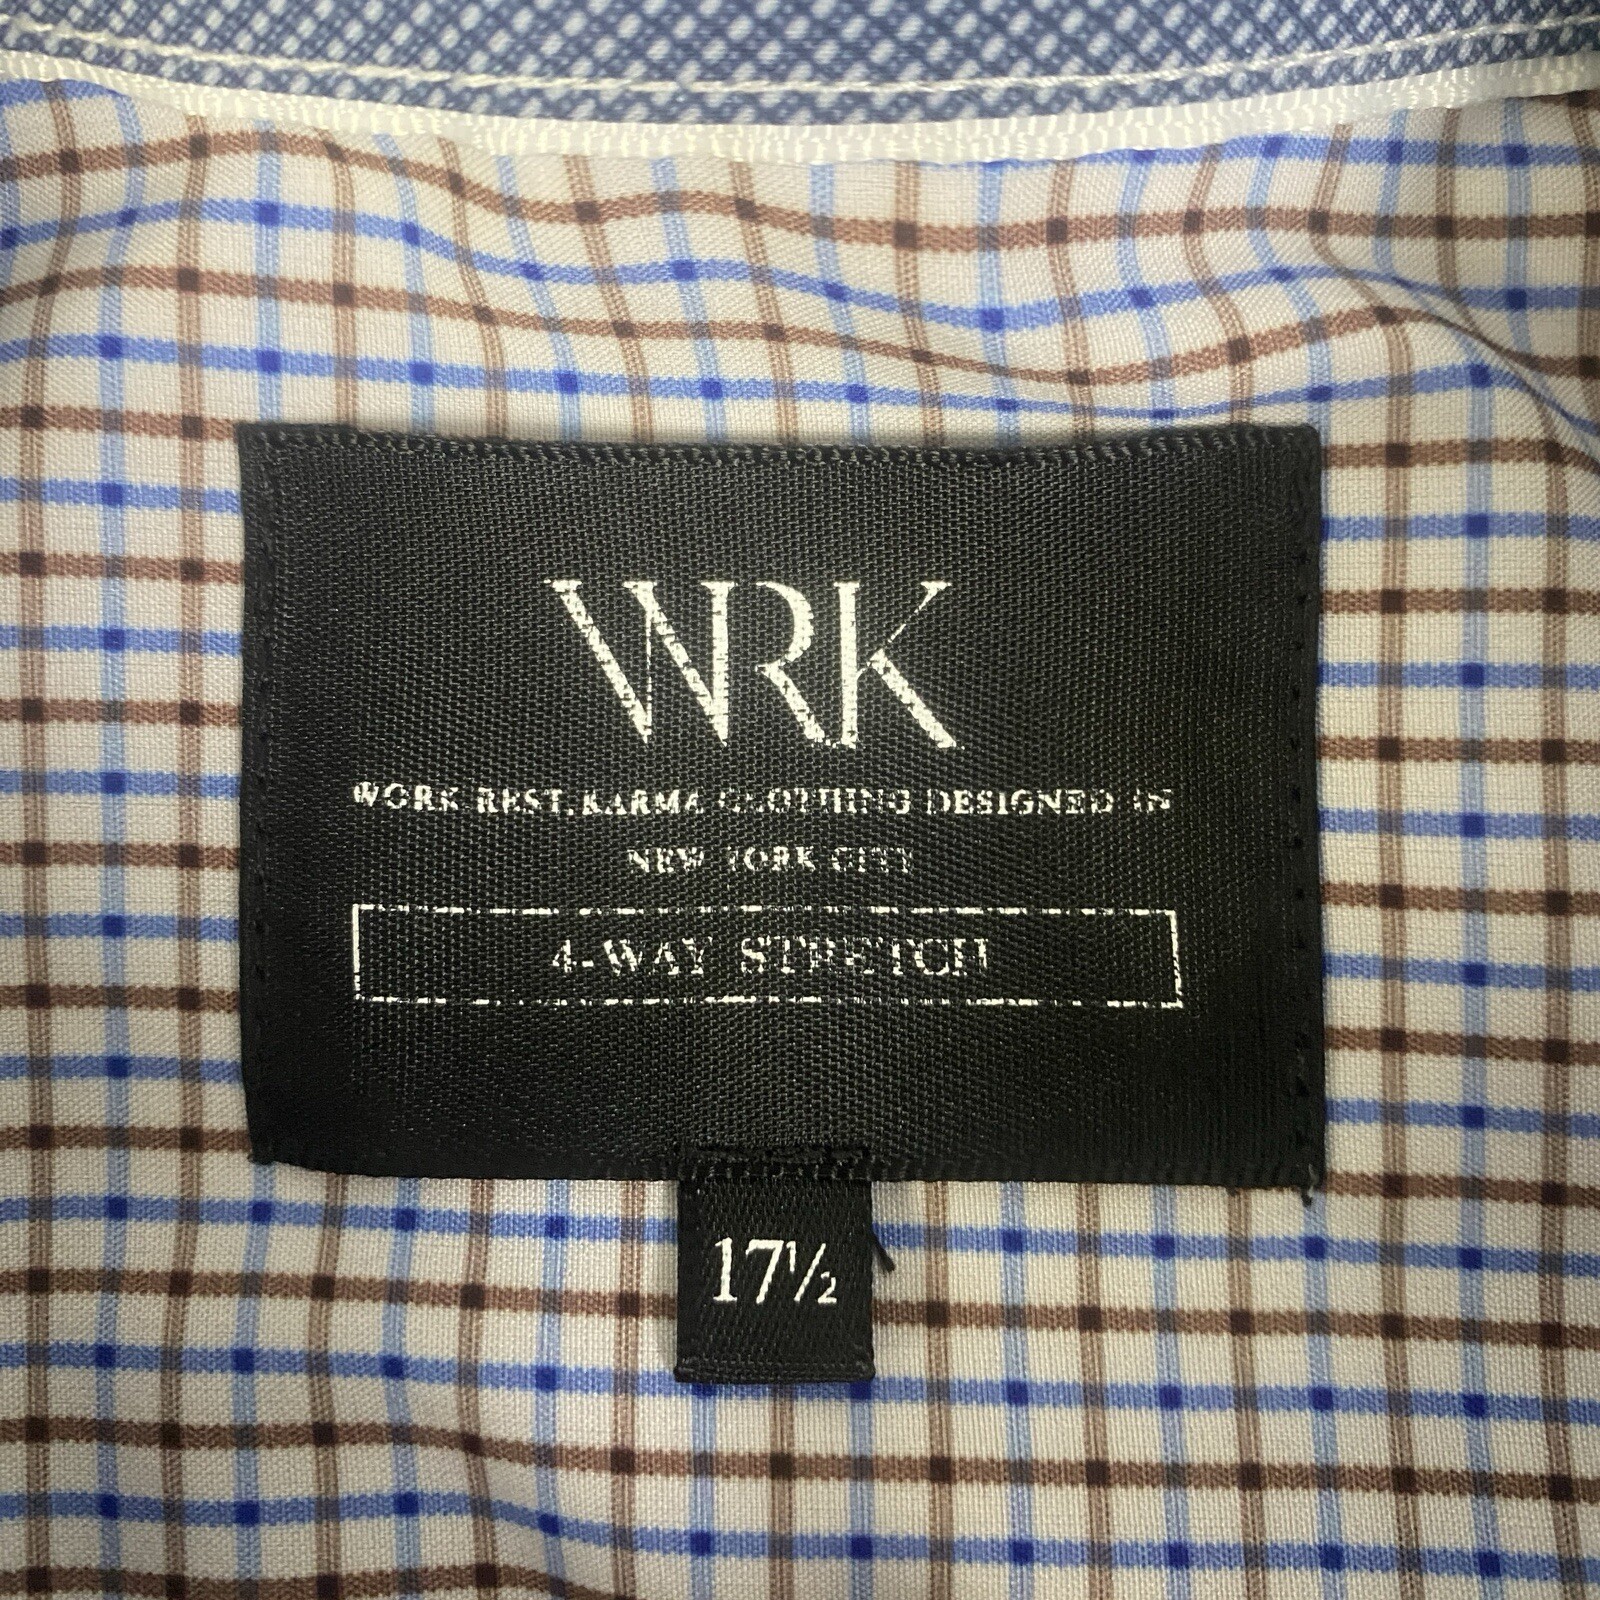 WRK
WORK REST, KARMA CLOTHING DESIGNED IN
NEW YORK CITY
4-WAY STRETCH
17½